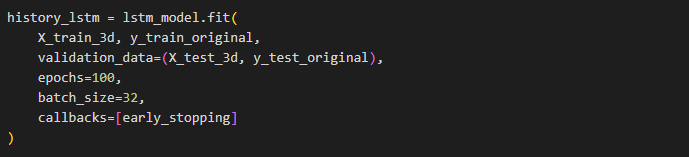 history_lstm = lstm_model.fit(
    X_train_3d, y_train_original,
    validation_data=(X_test_3d, y_test_original),
    epochs=100,
    batch_size=32,
    callbacks=[early_stopping]
)